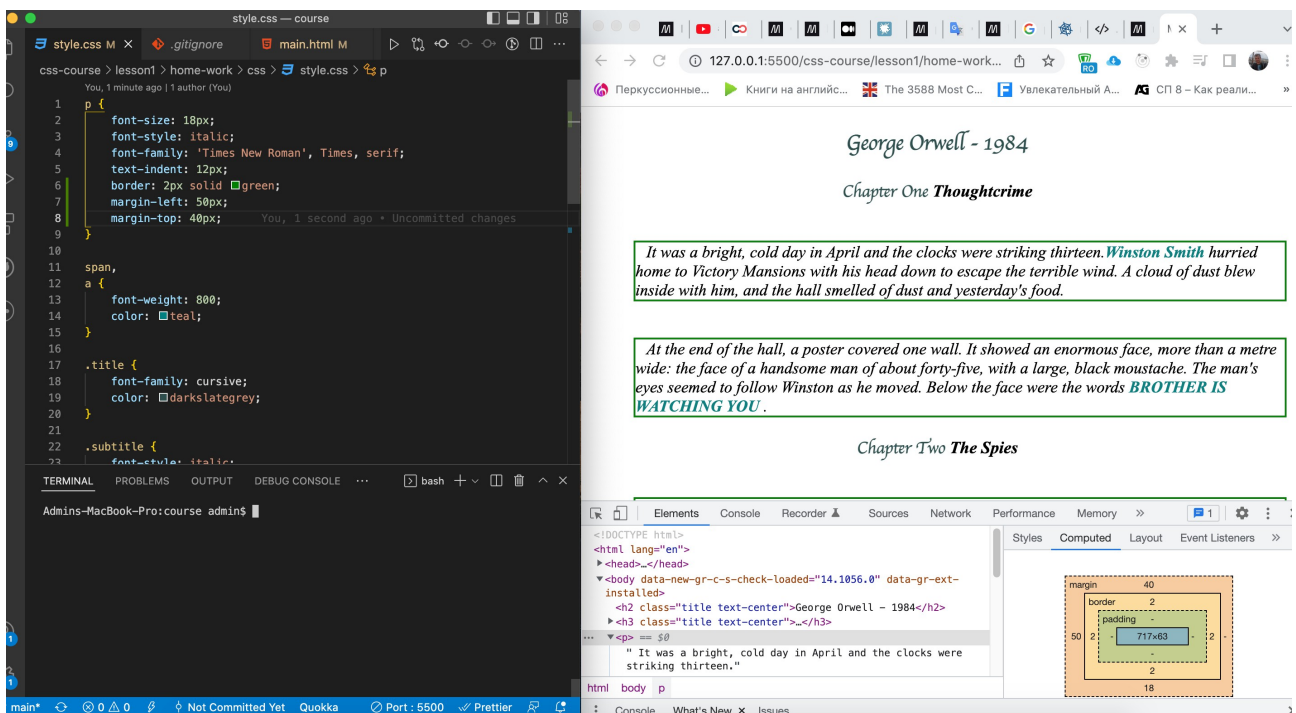 style.css — course
style.css M
.gitignore
main.html M
css-course > lesson1 > home-work > css > style.css > p
You, 1 minute ago | 1 author (You)
1 p {
2 font-size: 18px;
3 font-style: italic;
4 font-family: 'Times New Roman', Times, serif;
5 text-indent: 12px;
6 border: 2px solid green;
7 margin-left: 50px;
8 margin-top: 40px; You, 1 second ago • Uncommitted changes
9 }
10
11 span,
12 a {
13 font-weight: 800;
14 color: teal;
15 }
16
17 .title {
18 font-family: cursive;
19 color: darkslategrey;
20 }
21
22 .subtitle {
23 font-style: italic;
TERMINAL PROBLEMS OUTPUT DEBUG CONSOLE ... bash
Admins-MacBook-Pro:course admin$
main* 0 0 Not Committed Yet Quokka Port : 5500 Prettier
127.0.0.1:5500/css-course/lesson1/home-work...
RO
Перкуссионные... Книги на английс... The 3588 Most C... Увлекательный А... СП 8 – Как реали... »
George Orwell - 1984
Chapter One Thoughtcrime
It was a bright, cold day in April and the clocks were striking thirteen.Winston Smith hurried
home to Victory Mansions with his head down to escape the terrible wind. A cloud of dust blew
inside with him, and the hall smelled of dust and yesterday's food.
At the end of the hall, a poster covered one wall. It showed an enormous face, more than a metre
wide: the face of a handsome man of about forty-five, with a large, black moustache. The man's
eyes seemed to follow Winston as he moved. Below the face were the words BROTHER IS
WATCHING YOU .
Chapter Two The Spies
Elements Console Recorder Sources Network Performance Memory » 1
<!DOCTYPE html>
<html lang="en">
<head>…</head>
<body data-new-gr-c-s-check-loaded="14.1056.0" data-gr-ext-
installed>
<h2 class="title text-center">George Orwell - 1984</h2>
<h3 class="title text-center">…</h3>
<p> == $0
" It was a bright, cold day in April and the clocks were
striking thirteen."
html body p
Styles Computed Layout Event Listeners »
margin 40
border 2
padding -
50 2 - 717×63 - 2 -
-
2
18
Console What's New × Issues